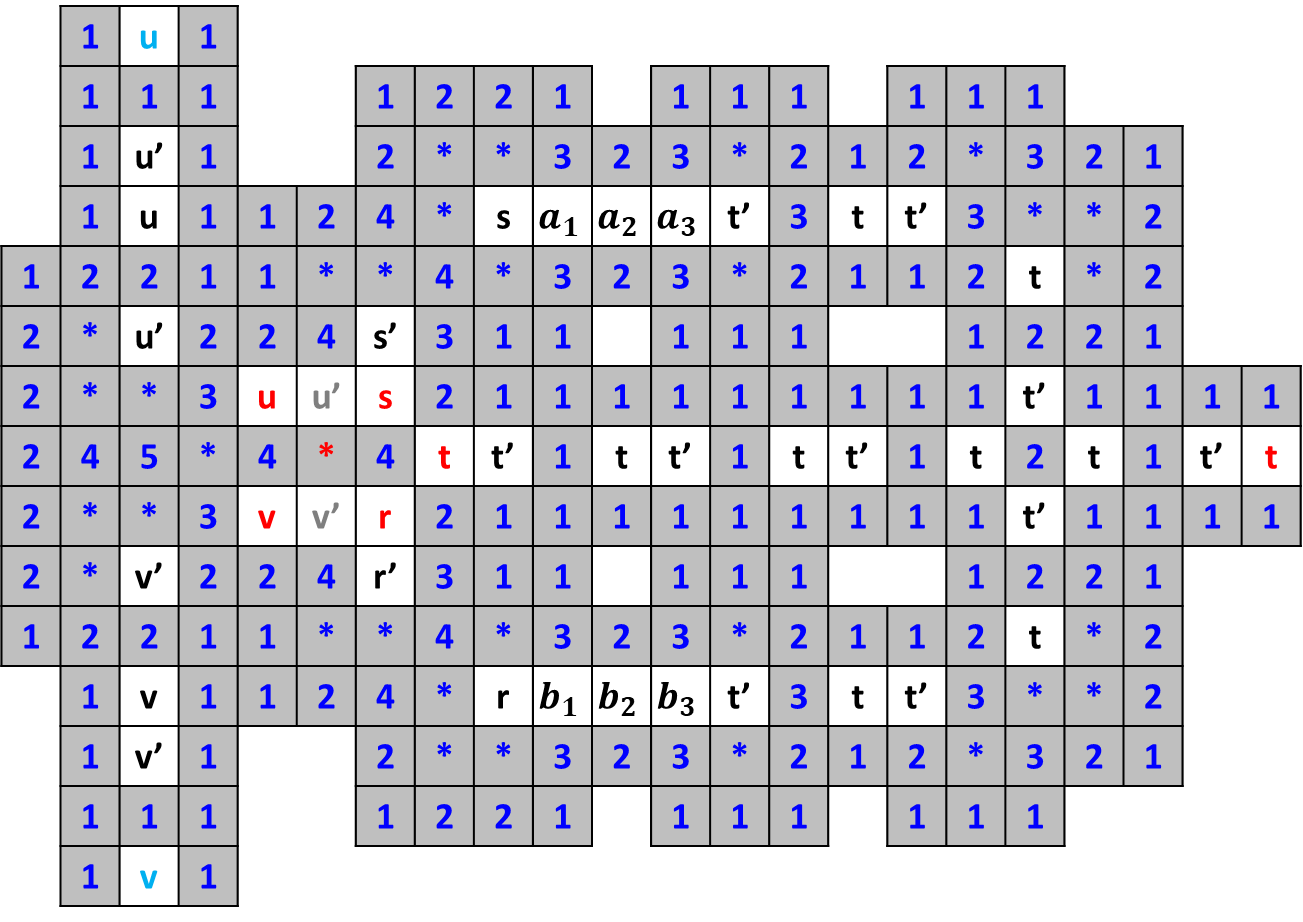 1 u 1
1 1 1 1 2 2 1 1 1 1 1 1 1
1 u' 1 2 * * 3 2 3 * 2 1 2 * 3 2 1
1 u 1 1 2 4 * s a₁ a₂ a₃ t' 3 t t' 3 * * 2
1 2 2 1 1 * * 4 * 3 2 3 * 2 1 1 2 t * 2
2 * u' 2 2 4 s' 3 1 1 1 1 1 1 2 2 1
2 * * 3 u u' s 2 1 1 1 1 1 1 1 1 1 t' 1 1 1 1
2 4 5 * 4 * 4 t t' 1 t t' 1 t t' 1 t 2 t 1 t' t
2 * * 3 v v' r 2 1 1 1 1 1 1 1 1 1 t' 1 1 1 1
2 * v' 2 2 4 r' 3 1 1 1 1 1 1 2 2 1
1 2 2 1 1 * * 4 * 3 2 3 * 2 1 1 2 t * 2
1 v 1 1 2 4 * r b₁ b₂ b₃ t' 3 t t' 3 * * 2
1 v' 1 2 * * 3 2 3 * 2 1 2 * 3 2 1
1 1 1 1 2 2 1 1 1 1 1 1 1
1 v 1